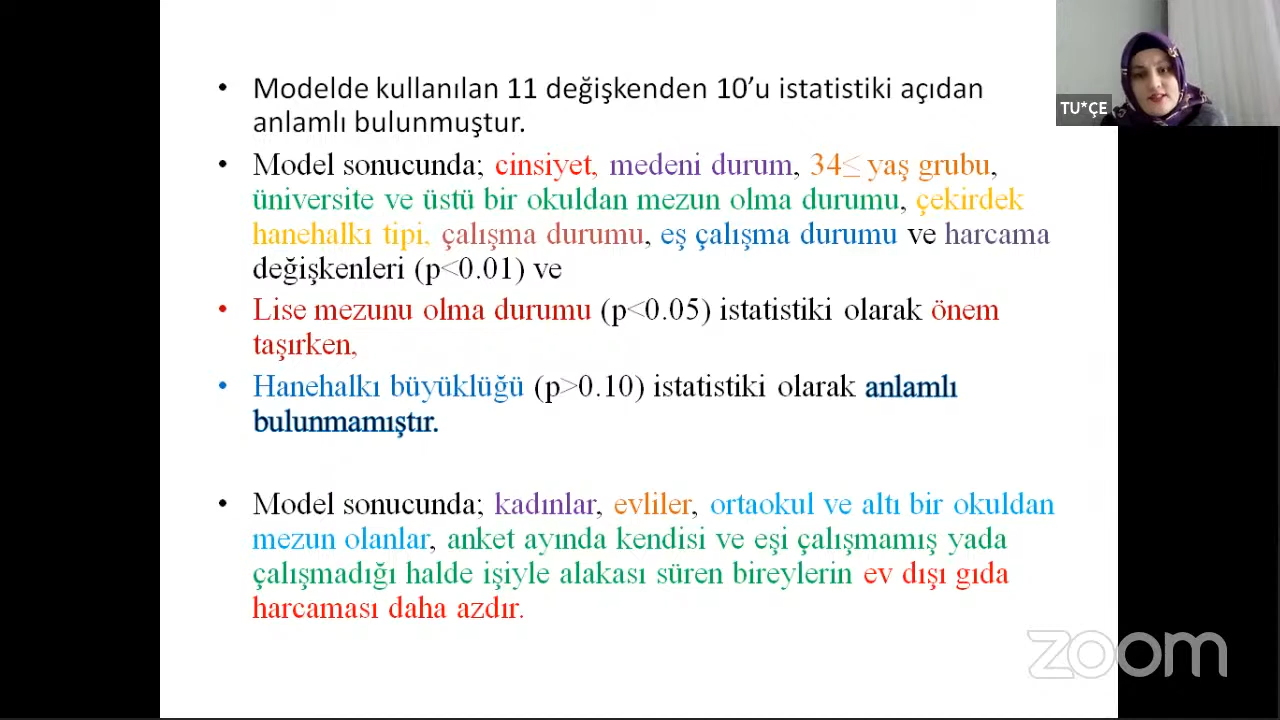 • Modelde kullanılan 11 değişkenden 10’u istatistiki açıdan
anlamlı bulunmuştur.
• Model sonucunda; cinsiyet, medeni durum, 34≤ yaş grubu,
üniversite ve üstü bir okuldan mezun olma durumu, çekirdek
hanehalkı tipi, çalışma durumu, eş çalışma durumu ve harcama
değişkenleri (p<0.01) ve
• Lise mezunu olma durumu (p<0.05) istatistiki olarak önem
taşırken,
• Hanehalkı büyüklüğü (p>0.10) istatistiki olarak anlamlı
bulunmamıştır.
• Model sonucunda; kadınlar, evliler, ortaokul ve altı bir okuldan
mezun olanlar, anket ayında kendisi ve eşi çalışmamış yada
çalışmadığı halde işiyle alakası süren bireylerin ev dışı gıda
harcaması daha azdır.
TU*ÇE
zoom